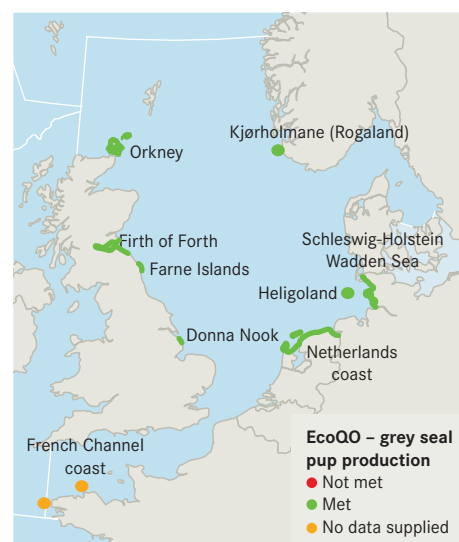 Kjørholmane (Rogaland)
Orkney
Firth of Forth
Schleswig-Holstein
Wadden Sea
Farne Islands
Heligoland
Donna Nook
Netherlands
coast
French Channel
coast
EcoQO – grey seal
pup production
Not met
Met
No data supplied